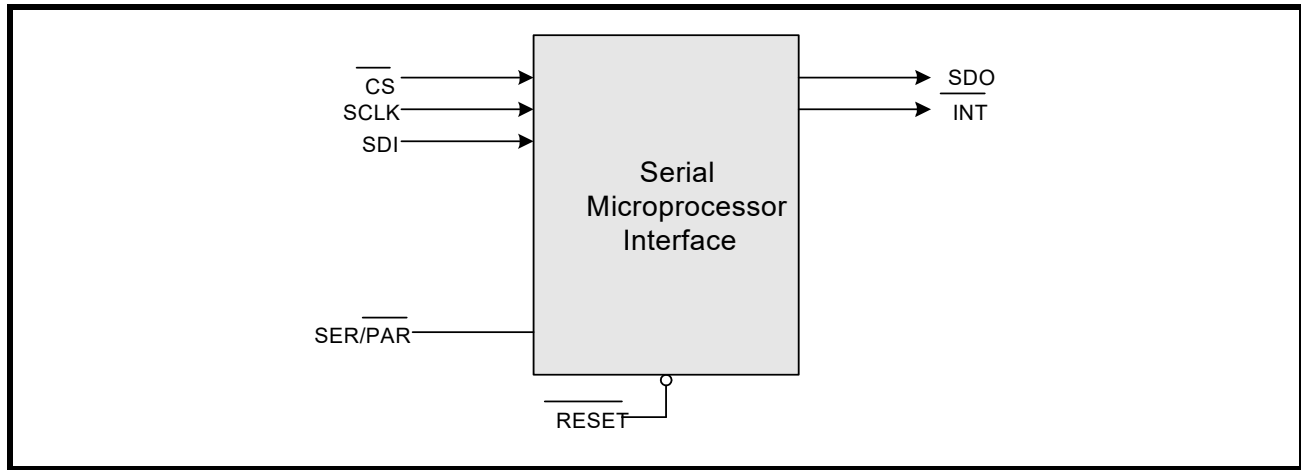 CS
SCLK
SDI
SDO
INT
Serial
Microprocessor
Interface
SER/PAR
RESET